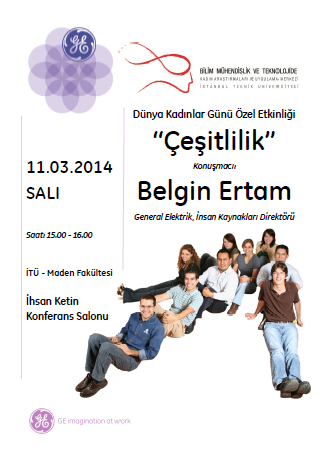 GE
BİLİM MÜHENDİSLİK VE TEKNOLOJİDE
KADIN ARAŞTIRMALARI VE UYGULAMA MERKEZİ
İSTANBUL TEKNİK ÜNİVERSİTESİ
Dünya Kadınlar Günü Özel Etkinliği
“Çeşitlilik”
Konuşmacı:
Belgin Ertam
General Elektrik, İnsan Kaynakları Direktörü
11.03.2014
SALI
Saat: 15.00 - 16.00
İTÜ - Maden Fakültesi
İhsan Ketin
Konferans Salonu
GE imagination at work